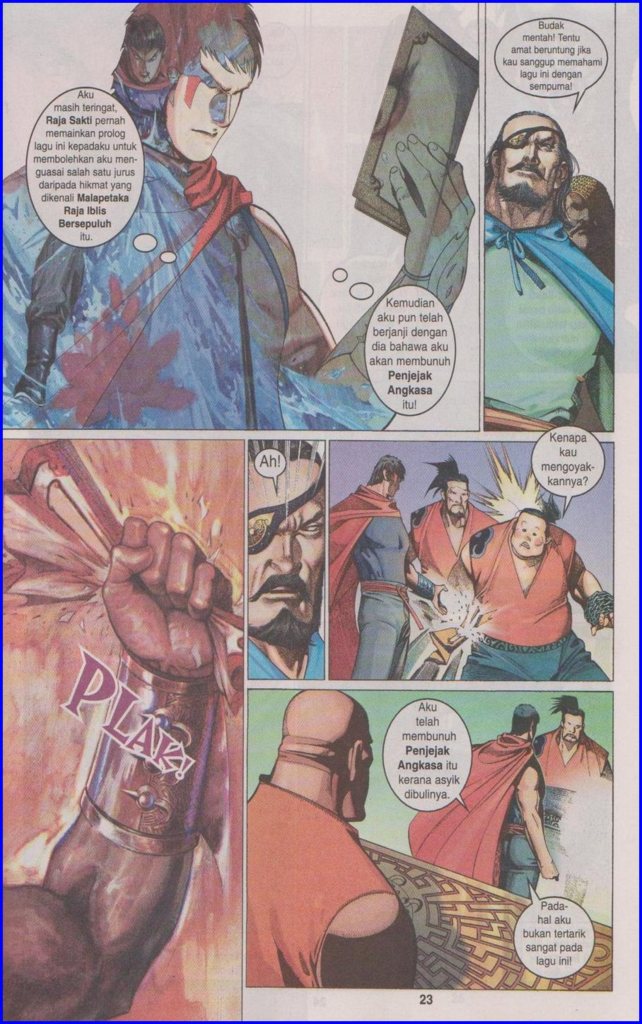 Aku
masih teringat,
Raja Sakti pernah
memainkan prolog
lagu ini kepadaku untuk
membolehkan aku men-
guasai salah satu jurus
daripada hikmat yang
dikenali Malapetaka
Raja Iblis
Bersepuluh
itu.
Kemudian
aku pun telah
berjanji dengan
dia bahawa aku
akan membunuh
Penjejak
Angkasa
itu!
Budak
mentah! Tentu
amat beruntung jika
kau sanggup memahami
lagu ini dengan
sempurna!
PLAK!
Ah!
Kenapa
kau
mengoyak-
kannya?
Aku
telah
membunuh
Penjejak
Angkasa itu
kerana asyik
dibulinya.
Pada-
hal aku
bukan tertarik
sangat pada
lagu ini!
23